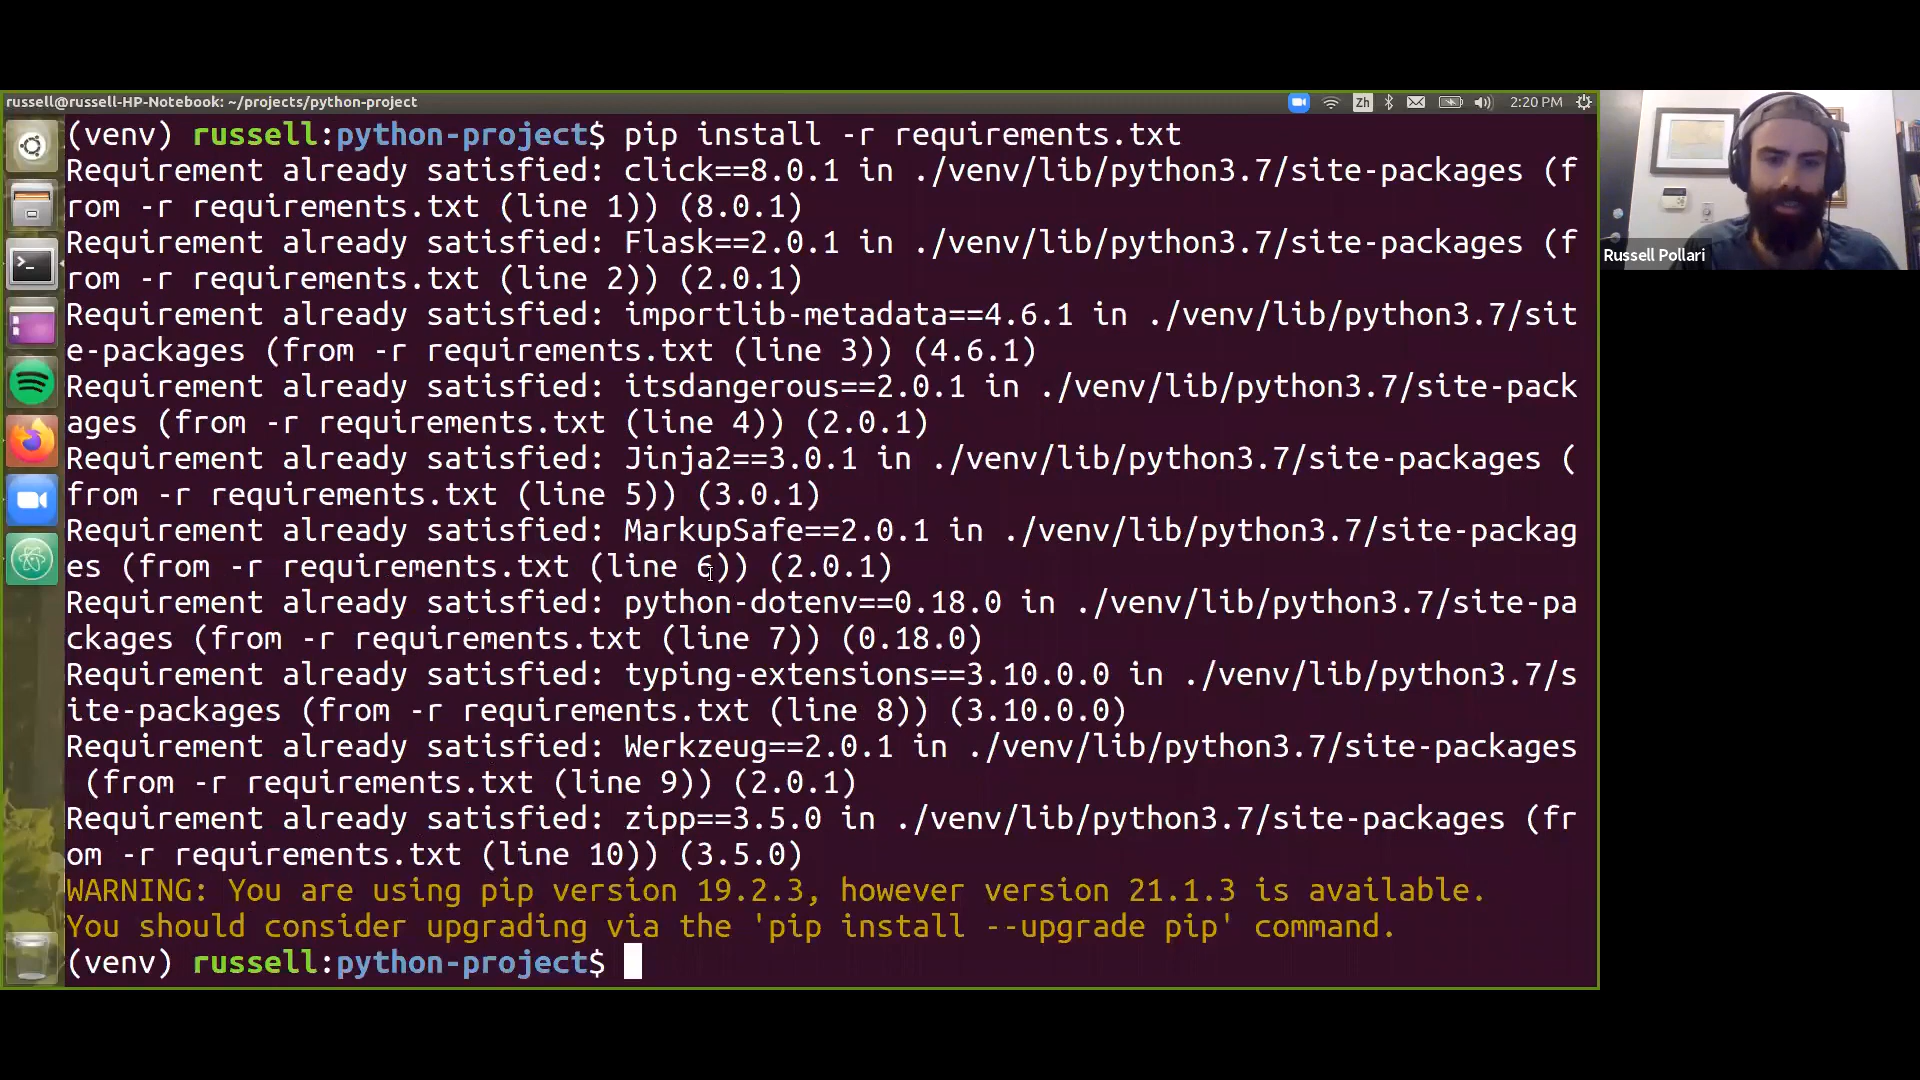 russell@russell-HP-Notebook: ~/projects/python-project
Zh
2:20 PM
(venv) russell:python-project$ pip install -r requirements.txt
Requirement already satisfied: click==8.0.1 in ./venv/lib/python3.7/site-packages (f
rom -r requirements.txt (line 1)) (8.0.1)
Requirement already satisfied: Flask==2.0.1 in ./venv/lib/python3.7/site-packages (f
rom -r requirements.txt (line 2)) (2.0.1)
Requirement already satisfied: importlib-metadata==4.6.1 in ./venv/lib/python3.7/sit
e-packages (from -r requirements.txt (line 3)) (4.6.1)
Requirement already satisfied: itsdangerous==2.0.1 in ./venv/lib/python3.7/site-pack
ages (from -r requirements.txt (line 4)) (2.0.1)
Requirement already satisfied: Jinja2==3.0.1 in ./venv/lib/python3.7/site-packages (
from -r requirements.txt (line 5)) (3.0.1)
Requirement already satisfied: MarkupSafe==2.0.1 in ./venv/lib/python3.7/site-packag
es (from -r requirements.txt (line 6)) (2.0.1)
Requirement already satisfied: python-dotenv==0.18.0 in ./venv/lib/python3.7/site-pa
ckages (from -r requirements.txt (line 7)) (0.18.0)
Requirement already satisfied: typing-extensions==3.10.0.0 in ./venv/lib/python3.7/s
ite-packages (from -r requirements.txt (line 8)) (3.10.0.0)
Requirement already satisfied: Werkzeug==2.0.1 in ./venv/lib/python3.7/site-packages
 (from -r requirements.txt (line 9)) (2.0.1)
Requirement already satisfied: zipp==3.5.0 in ./venv/lib/python3.7/site-packages (fr
om -r requirements.txt (line 10)) (3.5.0)
WARNING: You are using pip version 19.2.3, however version 21.1.3 is available.
You should consider upgrading via the 'pip install --upgrade pip' command.
(venv) russell:python-project$
Russell Pollari